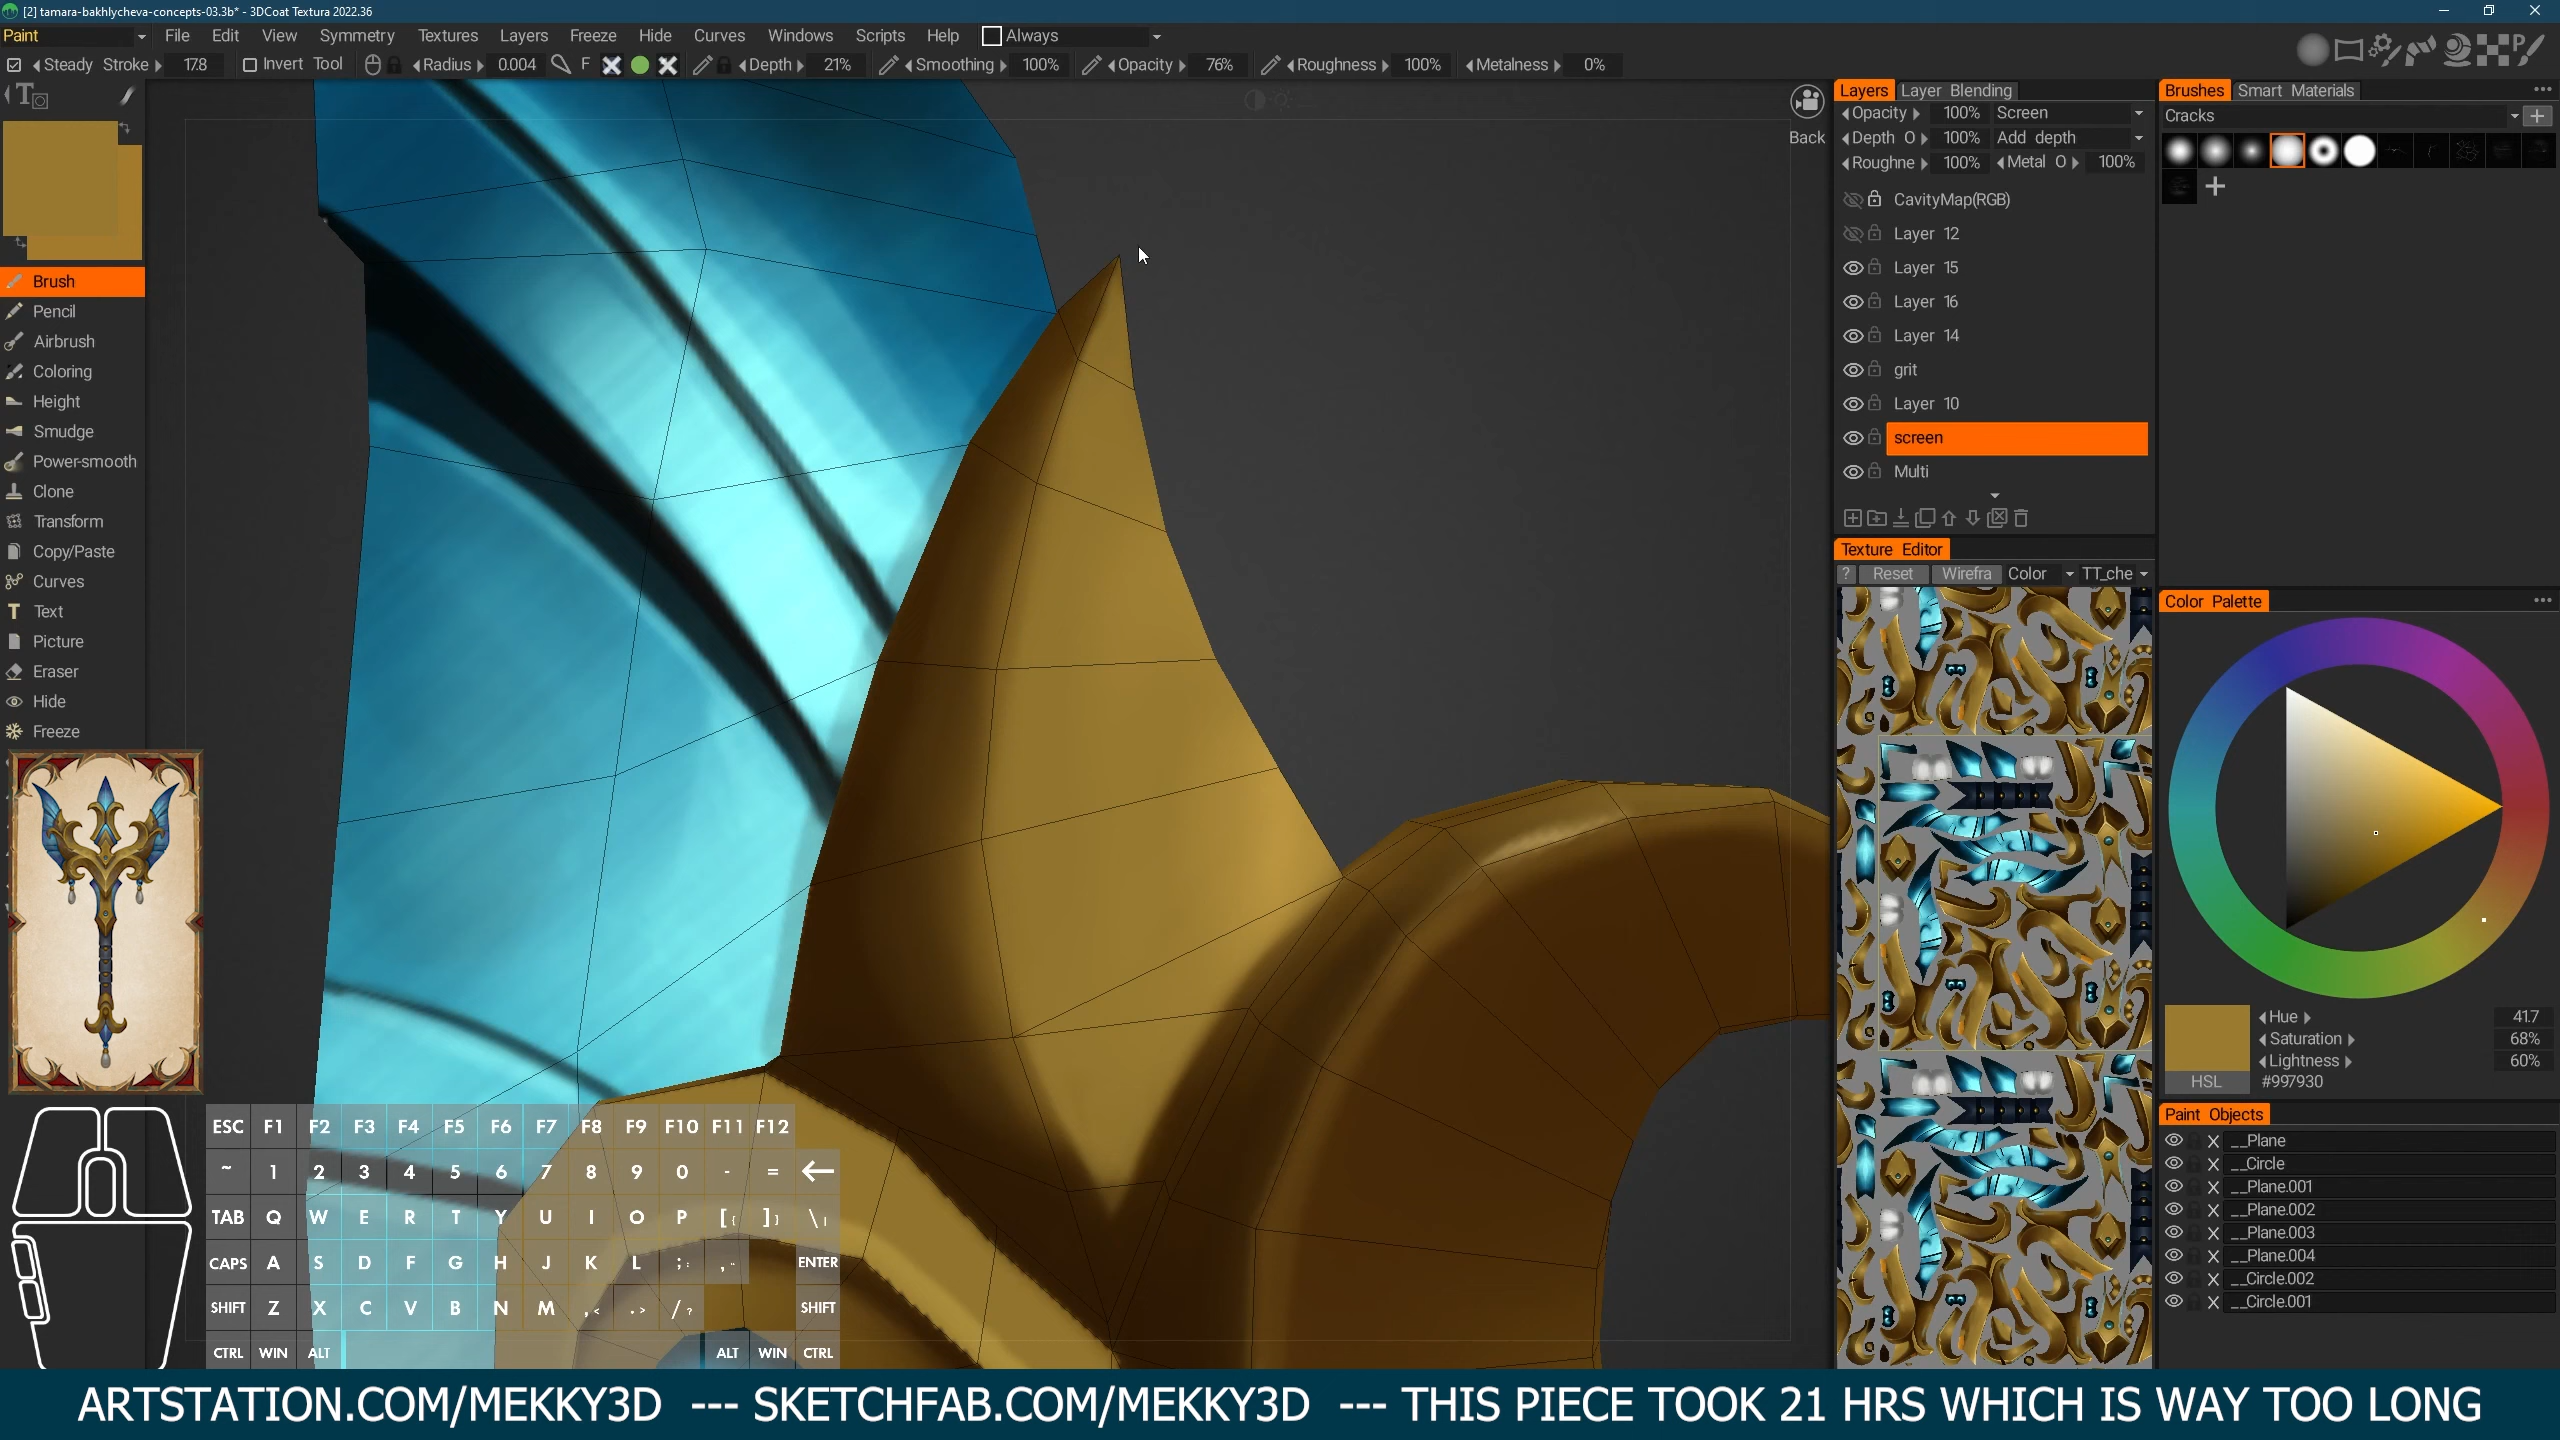 [2] tamara-bakhlycheva-concepts-03.3b* - 3DCoat Textura 2022.36
Paint File Edit View Symmetry Textures Layers Freeze Hide Curves Windows Scripts Help Always
Steady Stroke 17.8 Invert Tool Radius 0.004 F Depth 21% Smoothing 100% Opacity 76% Roughness 100% Metalness 0%
Back
Brush
Pencil
Airbrush
Coloring
Height
Smudge
Power-smooth
Clone
Transform
Copy/Paste
Curves
Text
Picture
Eraser
Hide
Freeze
Layers Layer Blending
Opacity 100% Screen
Depth O 100% Add depth
Roughne 100% Metal O 100%
CavityMap(RGB)
Layer 12
Layer 15
Layer 16
Layer 14
grit
Layer 10
screen
Multi
Texture Editor
? Reset Wirefra Color TT_che
Brushes Smart Materials
Cracks
Color Palette
Hue 41.7
Saturation 68%
Lightness 60%
HSL #997930
Paint Objects
X __Plane
X __Circle
X __Plane.001
X __Plane.002
X __Plane.003
X __Plane.004
X __Circle.002
X __Circle.001
ESC F1 F2 F3 F4 F5 F6 F7 F8 F9 F10 F11 F12
~ 1 2 3 4 5 6 7 8 9 0 - =
TAB Q W E R T Y U I O P [ { ] } \ |
CAPS A S D F G H J K L ; : , " ENTER
SHIFT Z X C V B N M , < . > / ? SHIFT
CTRL WIN ALT ALT WIN CTRL
ARTSTATION.COM/MEKKY3D --- SKETCHFAB.COM/MEKKY3D --- THIS PIECE TOOK 21 HRS WHICH IS WAY TOO LONG